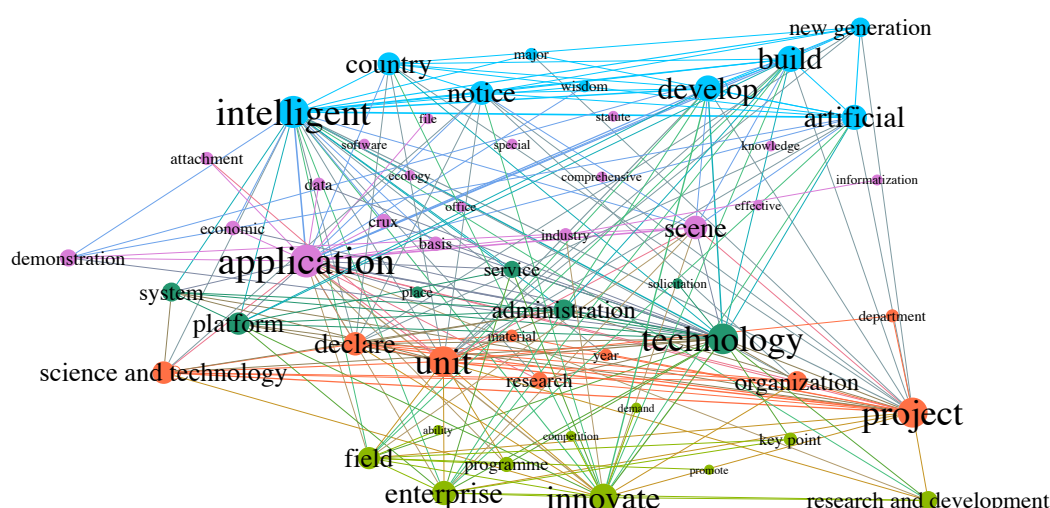 new generation
major
build
country
wisdom
develop
notice
intelligent
file
statute
artificial
software
special
knowledge
attachment
ecology
comprehensive
informatization
data
office
effective
economic
crux
scene
basis
industry
demonstration
application
service
solicitation
system
place
administration
platform
department
material
technology
declare
unit
year
science and technology
research
organization
demand
project
ability
competition
key point
field
programme
promote
enterprise
innovate
research and development